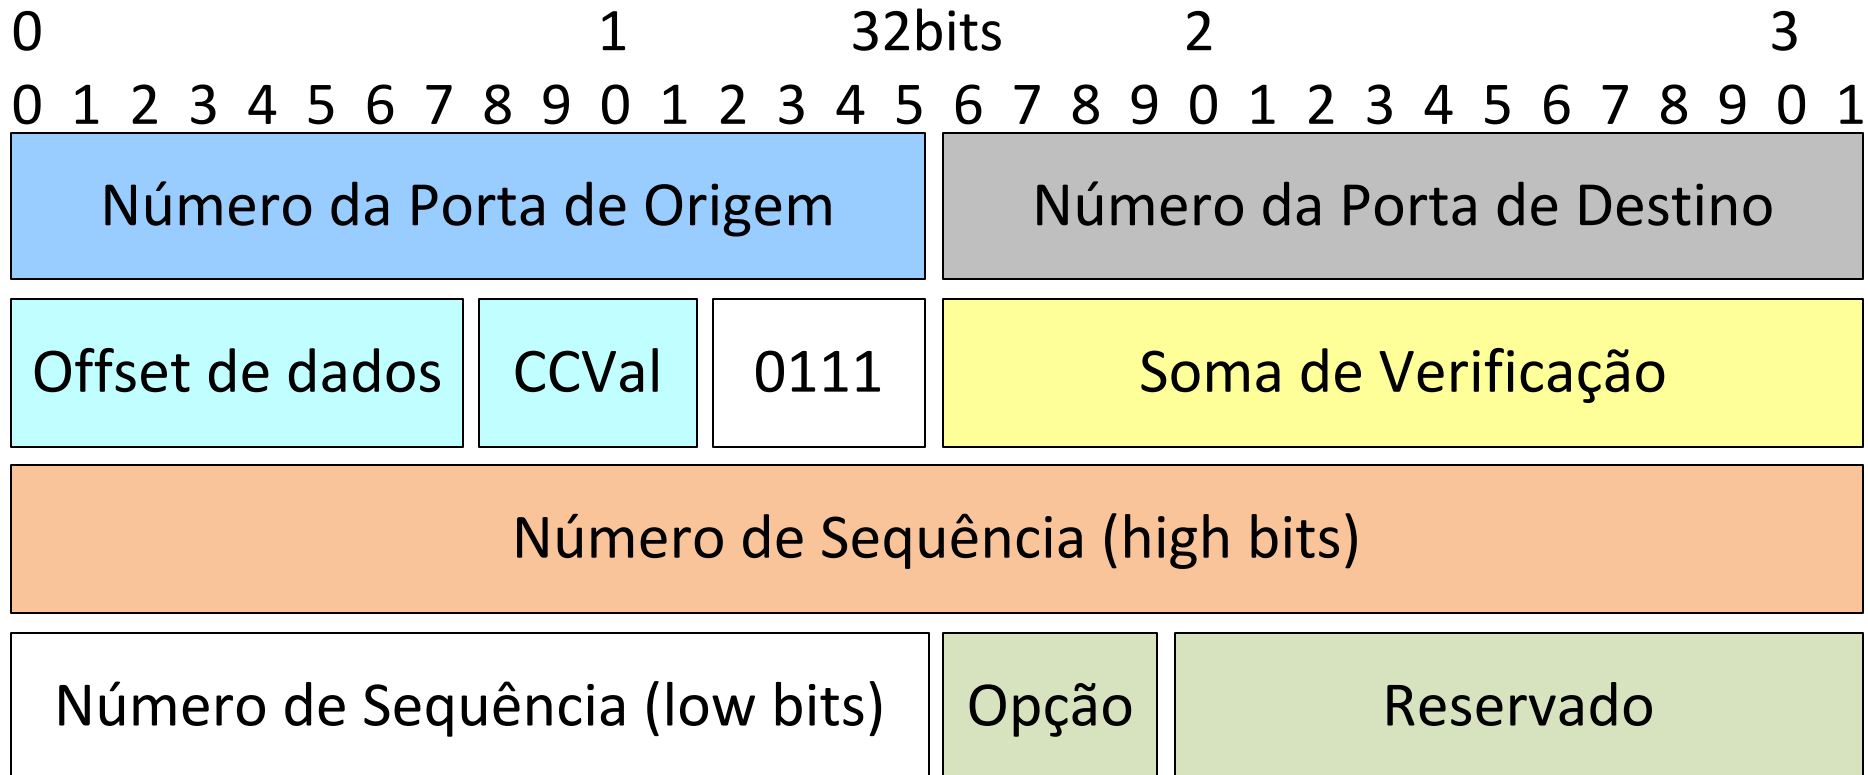 0 1 32bits 2 3
0 1 2 3 4 5 6 7 8 9 0 1 2 3 4 5 6 7 8 9 0 1 2 3 4 5 6 7 8 9 0 1
Número da Porta de Origem Número da Porta de Destino
Offset de dados CCVal 0111 Soma de Verificação
Número de Sequência (high bits)
Número de Sequência (low bits) Opção Reservado